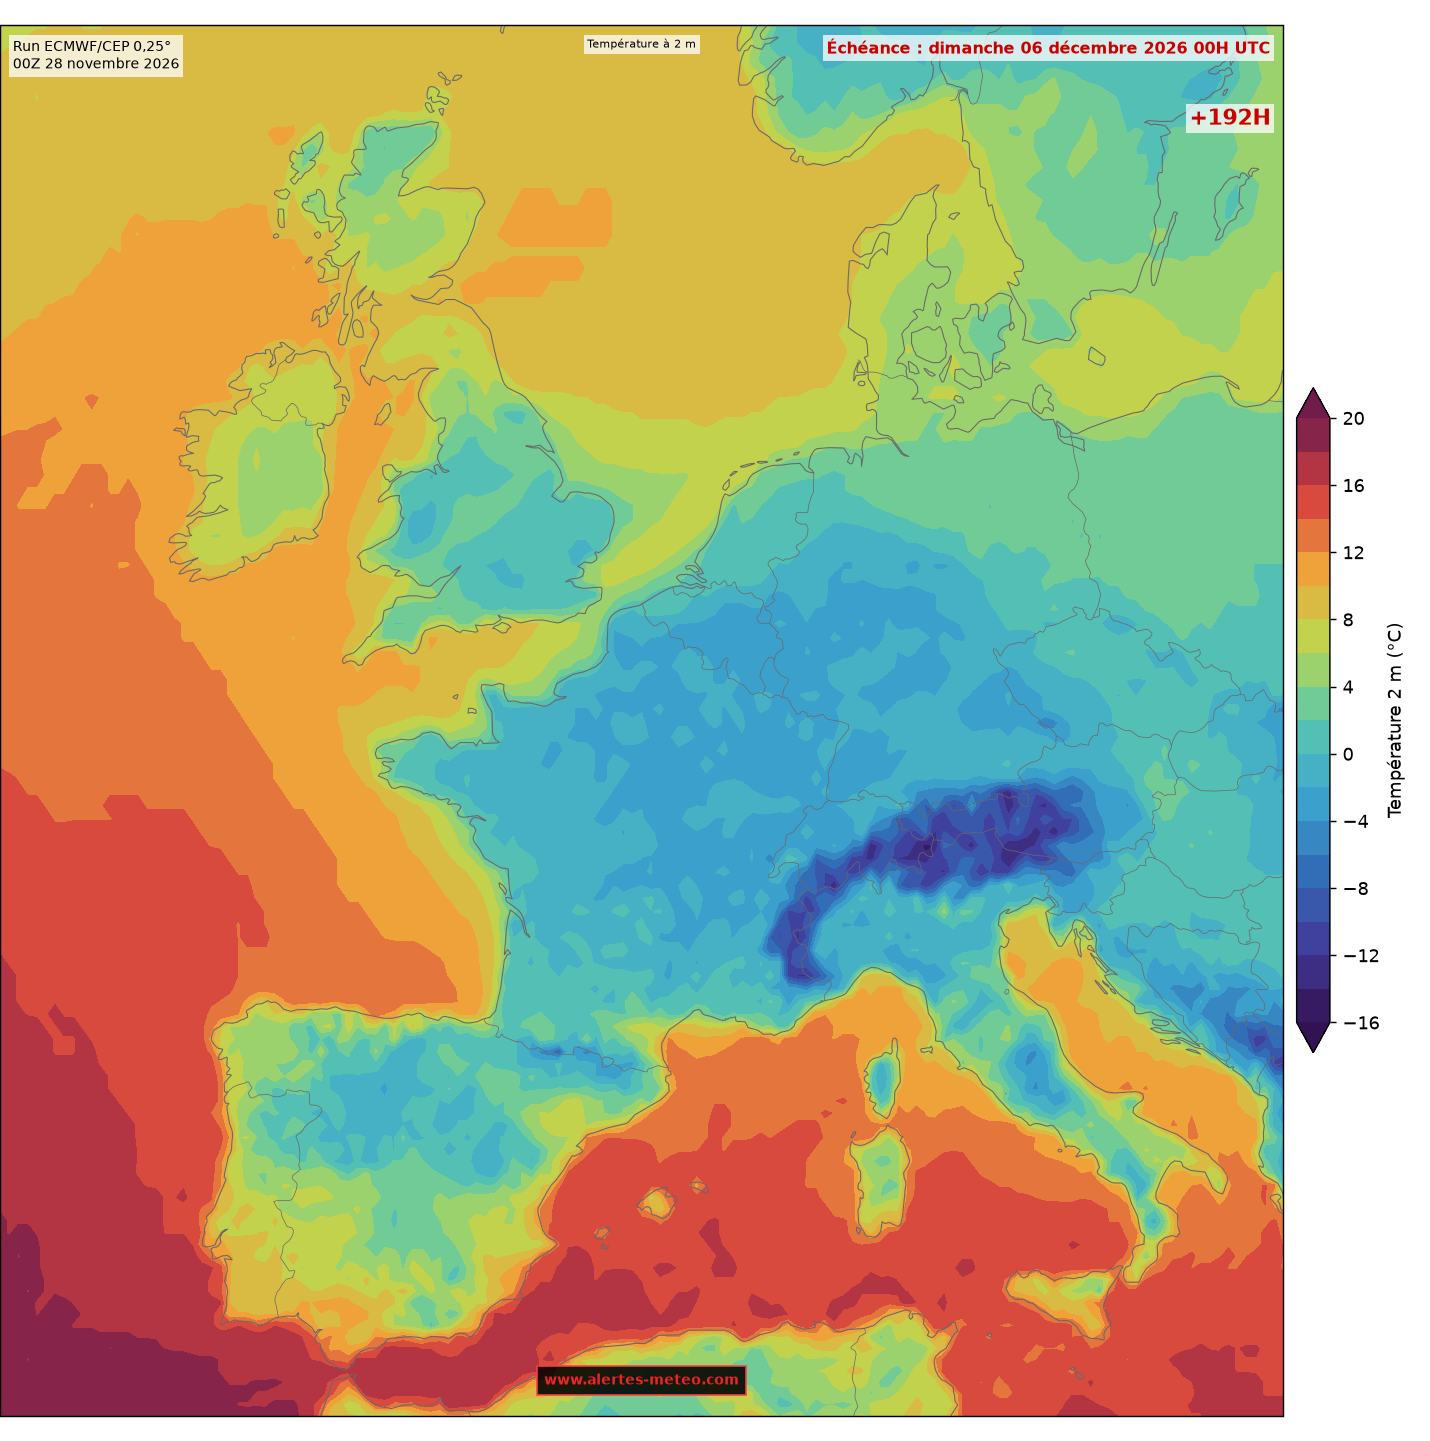 Run ECMWF/CEP 0,25°
00Z 28 novembre 2026
Température à 2 m
Échéance : dimanche 06 décembre 2026 00H UTC
+192H
20
16
12
8
4
0
−4
−8
−12
−16
Température 2 m (°C)
www.alertes-meteo.com